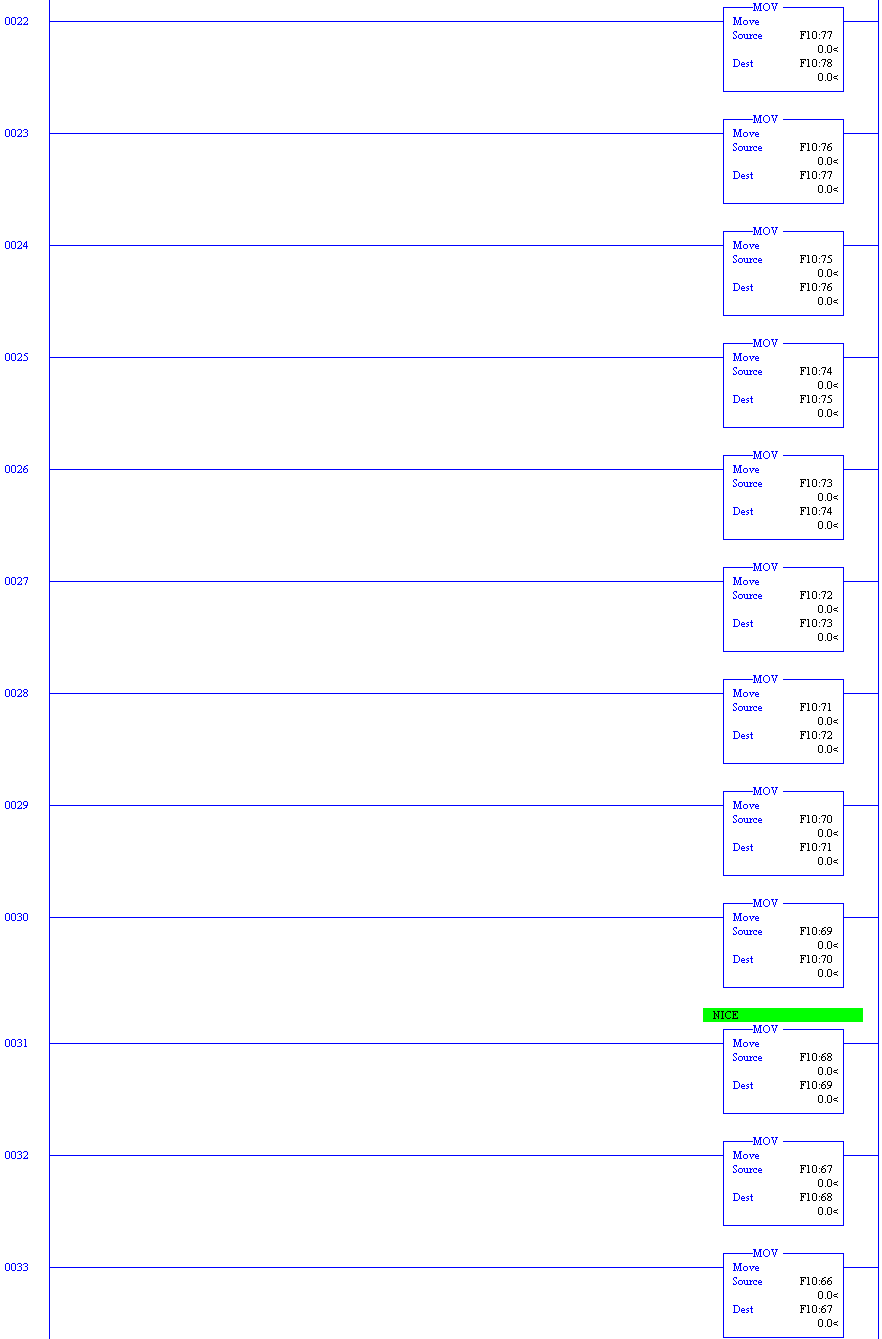 0022
MOV
Move
Source F10:77
0.0<
Dest F10:78
0.0<
0023
MOV
Move
Source F10:76
0.0<
Dest F10:77
0.0<
0024
MOV
Move
Source F10:75
0.0<
Dest F10:76
0.0<
0025
MOV
Move
Source F10:74
0.0<
Dest F10:75
0.0<
0026
MOV
Move
Source F10:73
0.0<
Dest F10:74
0.0<
0027
MOV
Move
Source F10:72
0.0<
Dest F10:73
0.0<
0028
MOV
Move
Source F10:71
0.0<
Dest F10:72
0.0<
0029
MOV
Move
Source F10:70
0.0<
Dest F10:71
0.0<
0030
MOV
Move
Source F10:69
0.0<
Dest F10:70
0.0<
NICE
0031
MOV
Move
Source F10:68
0.0<
Dest F10:69
0.0<
0032
MOV
Move
Source F10:67
0.0<
Dest F10:68
0.0<
0033
MOV
Move
Source F10:66
0.0<
Dest F10:67
0.0<